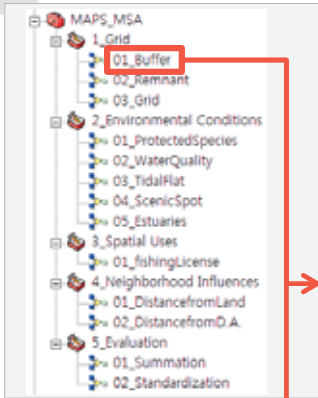 MAPS_MSA
1_Grid
01_Buffer
02_Remnant
03_Grid
2_Environmental Conditions
01_ProtectedSpecies
02_WaterQuality
03_TidalFlat
04_ScenicSpot
05_Estuaries
3_Spatial Uses
01_fishingLicense
4_Neighborhood Influences
01_DistancefromLand
02_DistancefromD.A.
5_Evaluation
01_Summation
02_Standardization